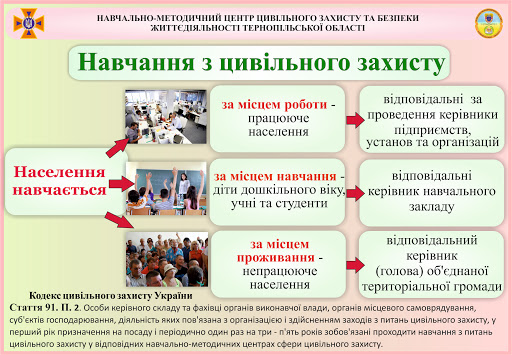 НАВЧАЛЬНО-МЕТОДИЧНИЙ ЦЕНТР ЦИВІЛЬНОГО ЗАХИСТУ ТА БЕЗПЕКИ
ЖИТТЄДІЯЛЬНОСТІ ТЕРНОПІЛЬСЬКОЇ ОБЛАСТІ
Навчання з цивільного захисту
Населення
навчається
за місцем роботи -
працююче
населення
відповідальні за
проведення керівники
підприємств,
установ та організацій
за місцем навчання -
діти дошкільного віку,
учні та студенти
відповідальні
керівник навчального
закладу
за місцем
проживання -
непрацююче
населення
відповідальний
керівник
(голова) об'єднаної
територіальної громади
Кодекс цивільного захисту України
Стаття 91. П. 2. Особи керівного складу та фахівці органів виконавчої влади, органів місцевого самоврядування,
суб'єктів господарювання, діяльність яких пов'язана з організацією і здійсненням заходів з питань цивільного захисту, у
перший рік призначення на посаду і періодично один раз на три - п'ять років зобов'язані проходити навчання з питань
цивільного захисту у відповідних навчально-методичних центрах сфери цивільного захисту.